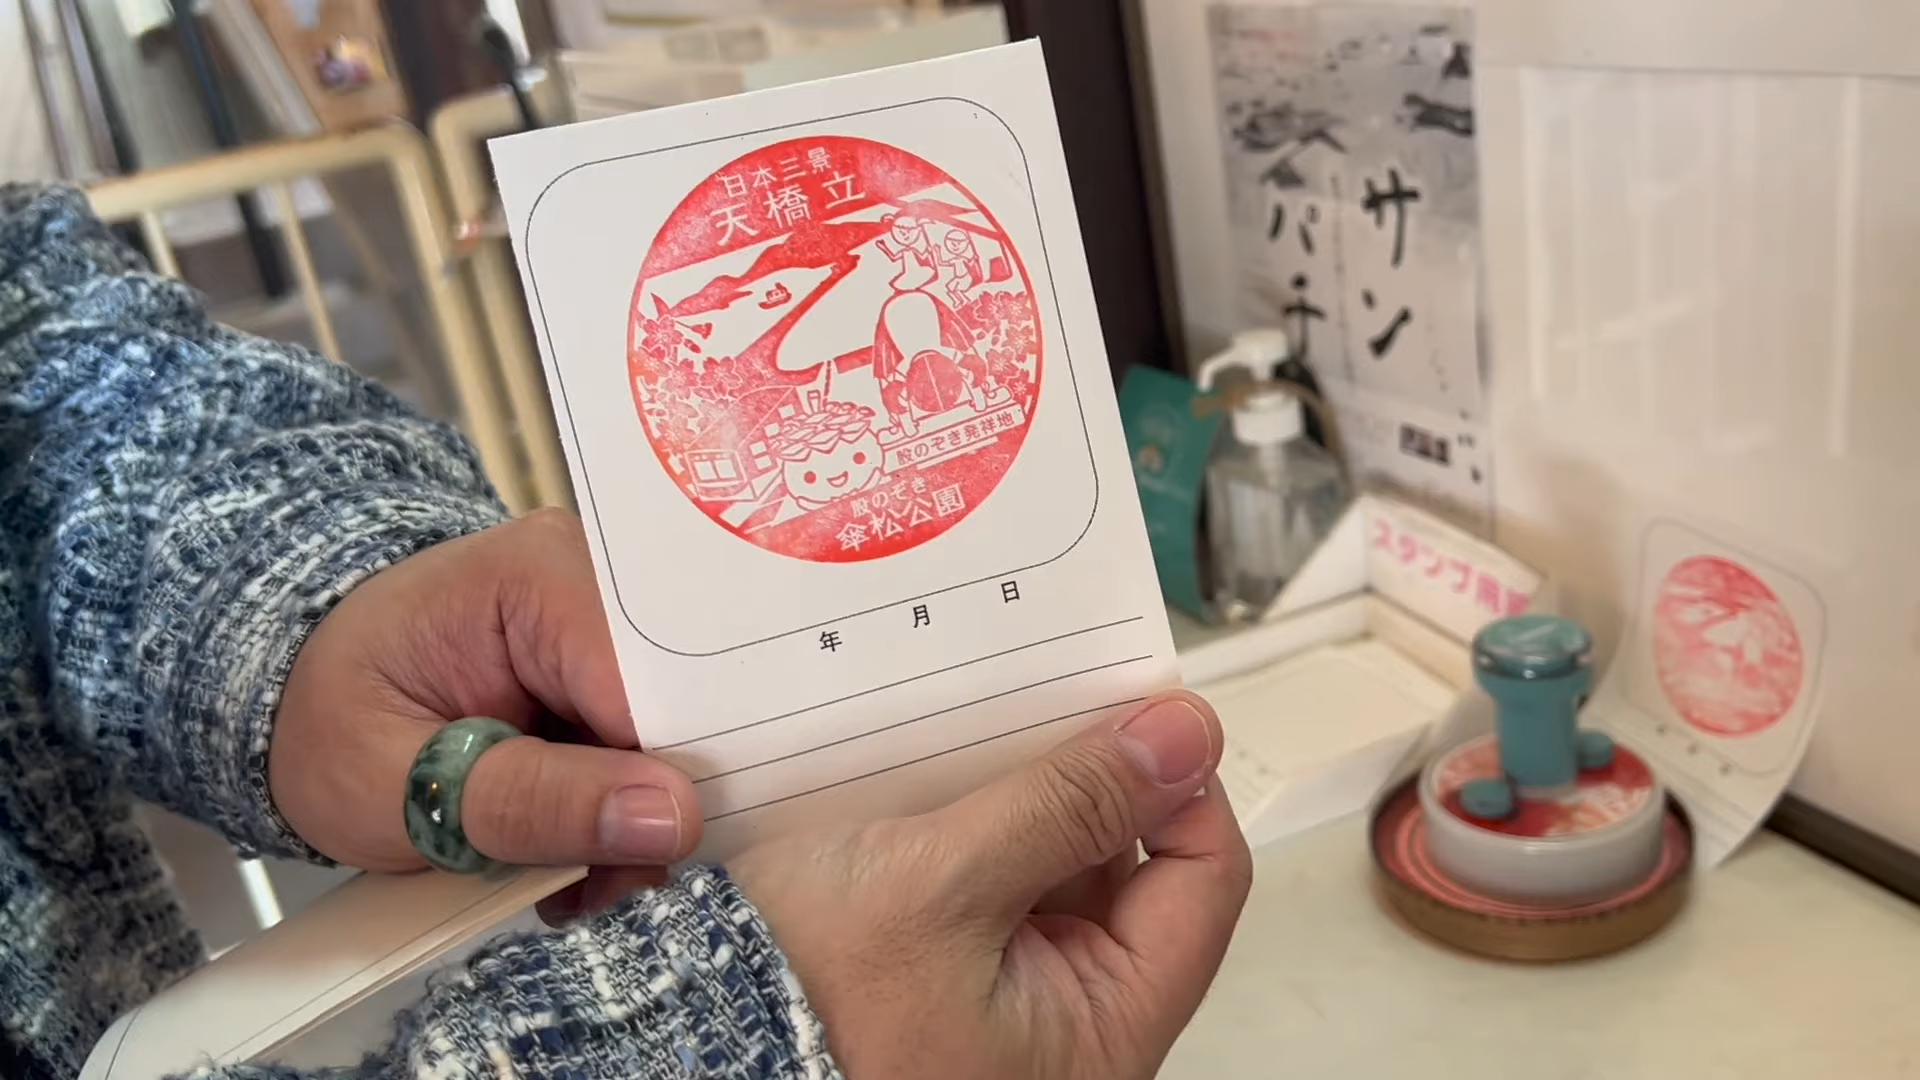 日本三景
天橋立
股のぞき発祥地
股のぞき
傘松公園
年 月 日
サン
パチ
スタンプ